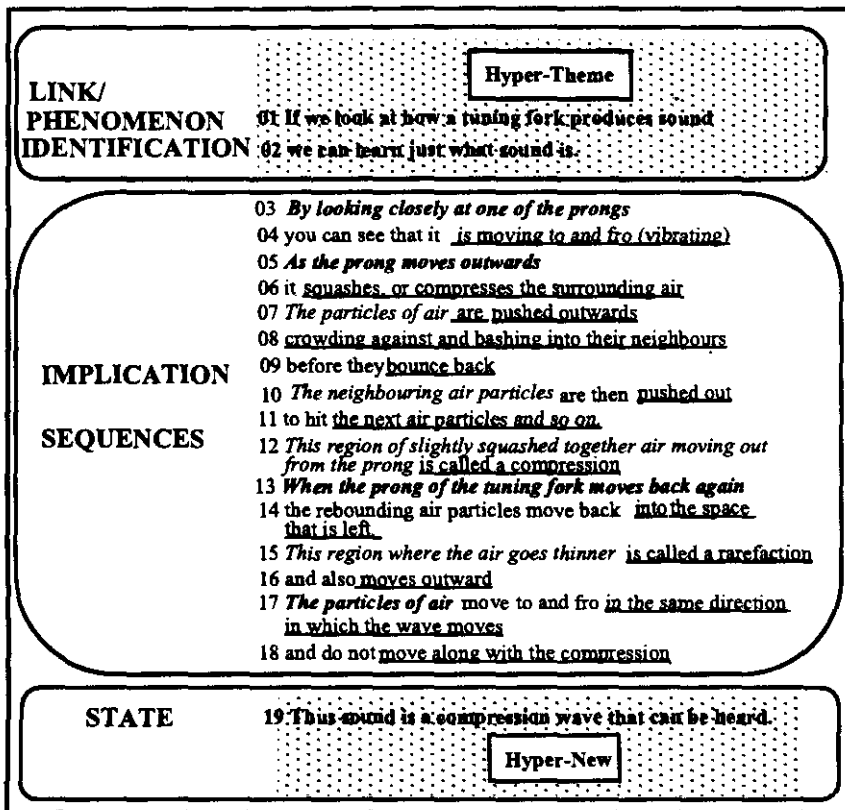 Hyper-Theme
LINK/
PHENOMENON
IDENTIFICATION
01 If we look at how a tuning fork produces sound
02 we can learn just what sound is.
03 By looking closely at one of the prongs
04 you can see that it is moving to and fro (vibrating)
05 As the prong moves outwards
06 it squashes, or compresses the surrounding air
07 The particles of air are pushed outwards
08 crowding against and bashing into their neighbours
09 before they bounce back
IMPLICATION
SEQUENCES
10 The neighbouring air particles are then pushed out
11 to hit the next air particles and so on.
12 This region of slightly squashed together air moving out
from the prong is called a compression
13 When the prong of the tuning fork moves back again
14 the rebounding air particles move back into the space
that is left.
15 This region where the air goes thinner is called a rarefaction
16 and also moves outward
17 The particles of air move to and fro in the same direction
in which the wave moves
18 and do not move along with the compression
STATE
19 Thus sound is a compression wave that can be heard.
Hyper-New